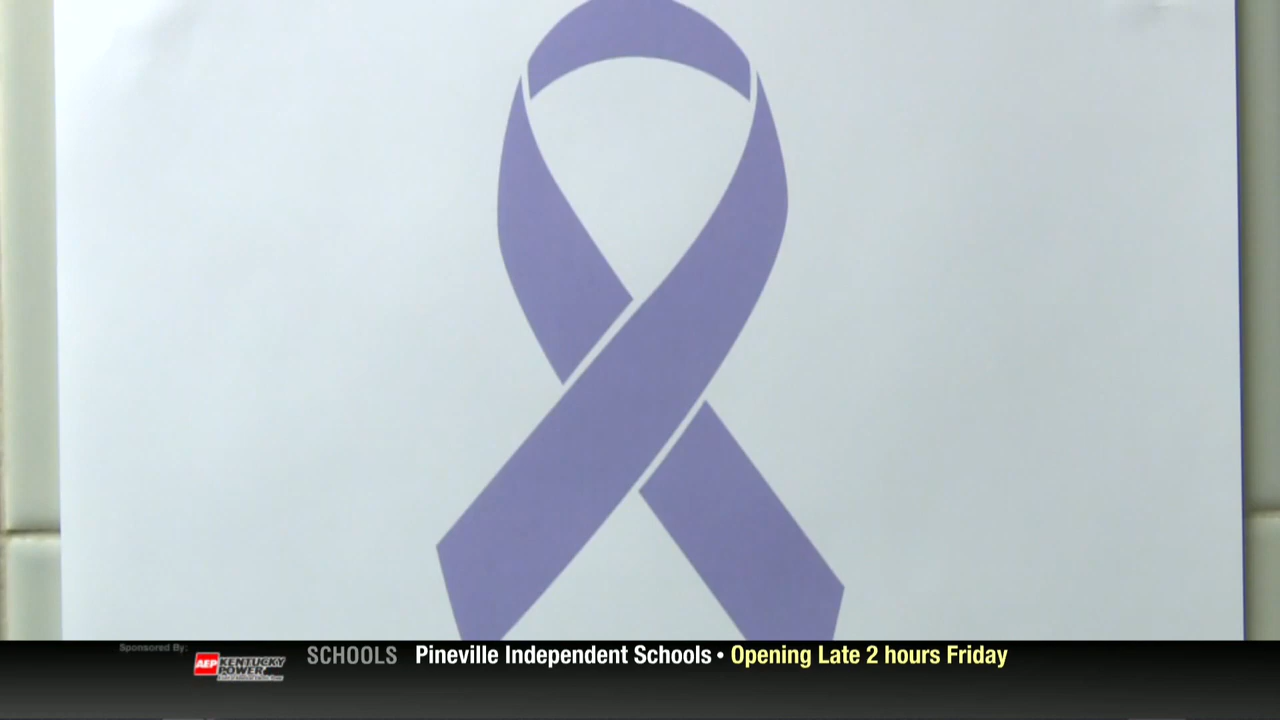 Sponsored By:
AEP KENTUCKY POWER
SCHOOLS Pineville Independent Schools • Opening Late 2 hours Friday